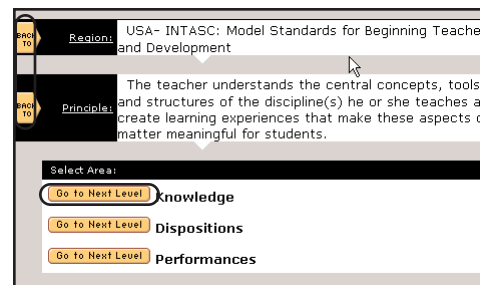 BACK TO
Region: USA- INTASC: Model Standards for Beginning Teache
and Development
BACK TO
Principle: The teacher understands the central concepts, tools
and structures of the discipline(s) he or she teaches a
create learning experiences that make these aspects
matter meaningful for students.
Select Area:
Go to Next Level Knowledge
Go to Next Level Dispositions
Go to Next Level Performances